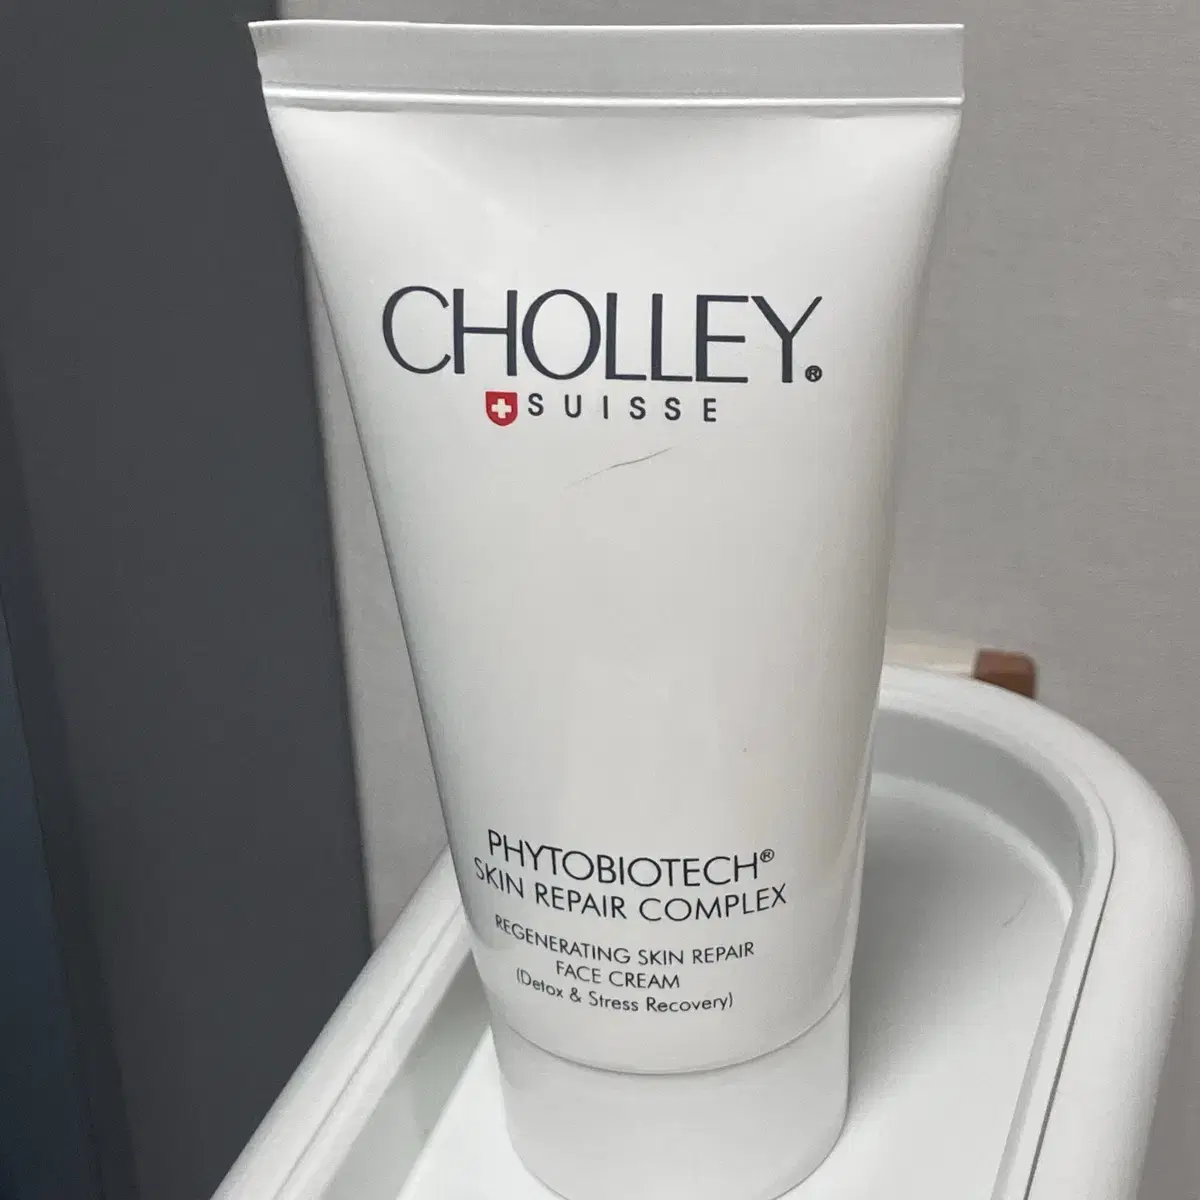 CHOLLEY®
SUISSE
PHYTOBIOTECH®
SKIN REPAIR COMPLEX
REGENERATING SKIN REPAIR
FACE CREAM
(Detox & Stress Recovery)